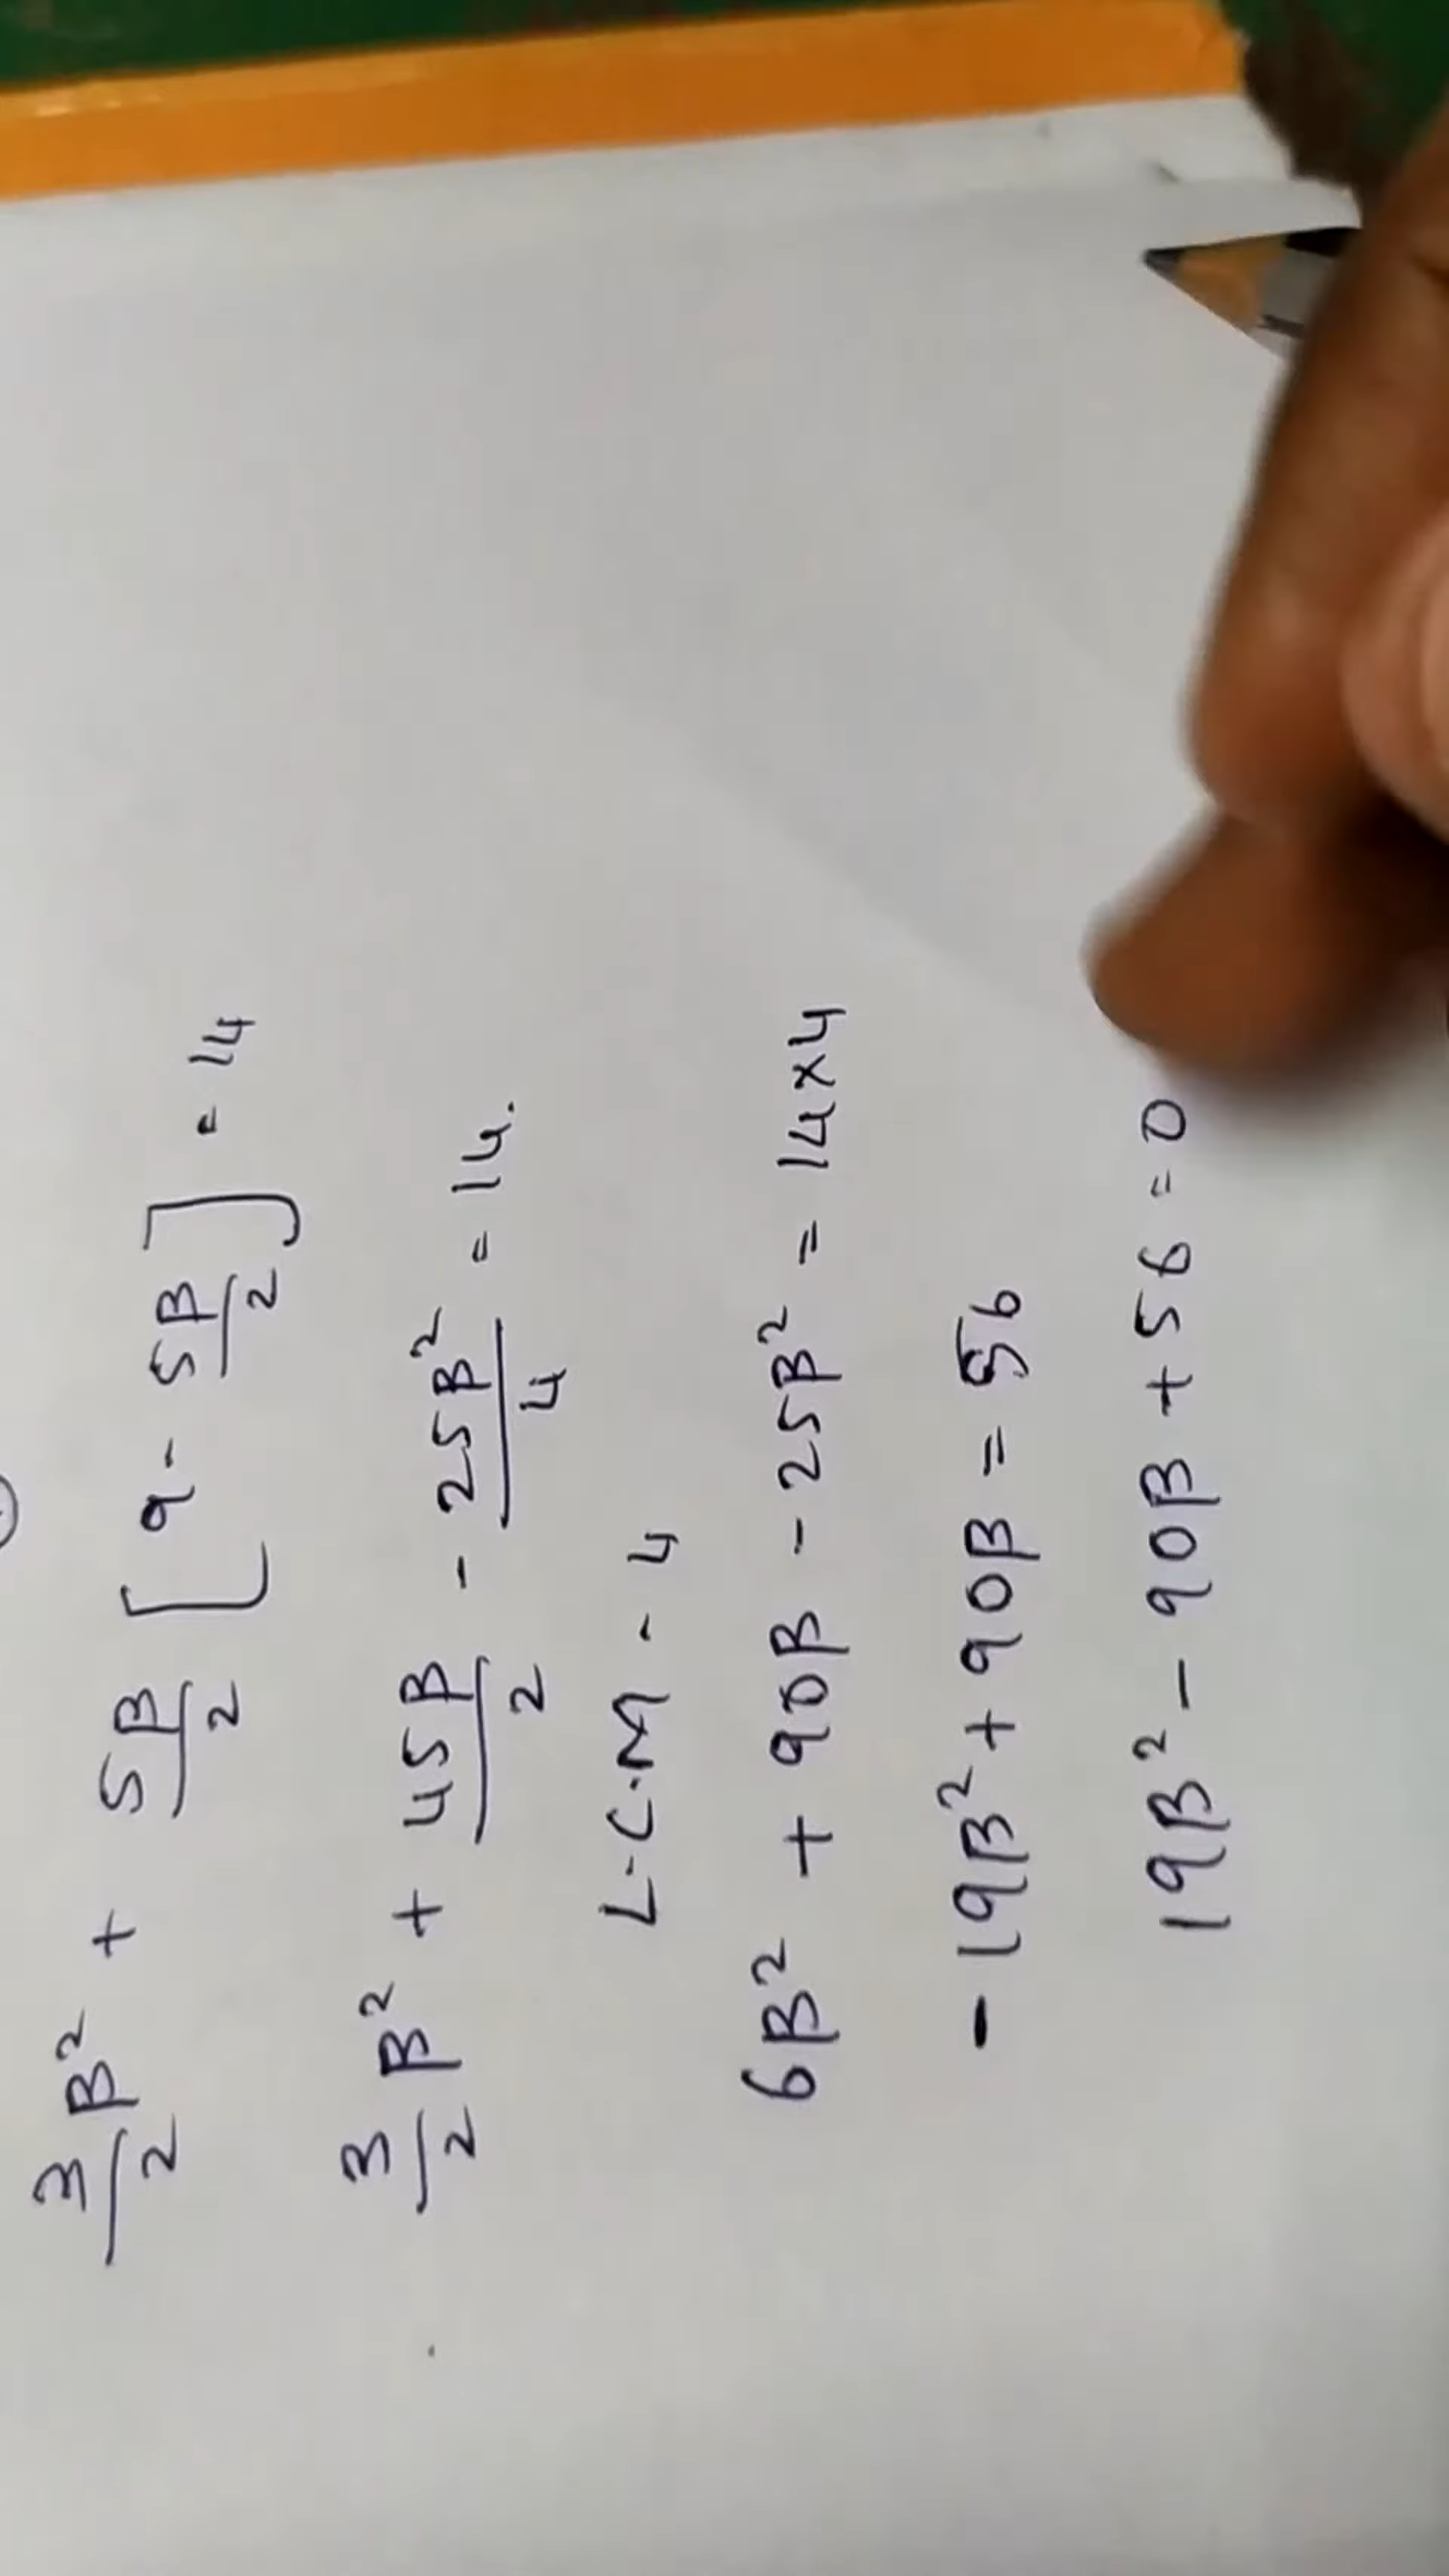 3/2 β² + 5β/2 [9 - 5β/2] = 14
3/2 β² + 45β/2 - 25β²/4 = 14.
L-C-M - 4
6β² + 90β - 25β² = 14×4
- 19β² + 90β = 56
19β² - 90β + 56 = 0